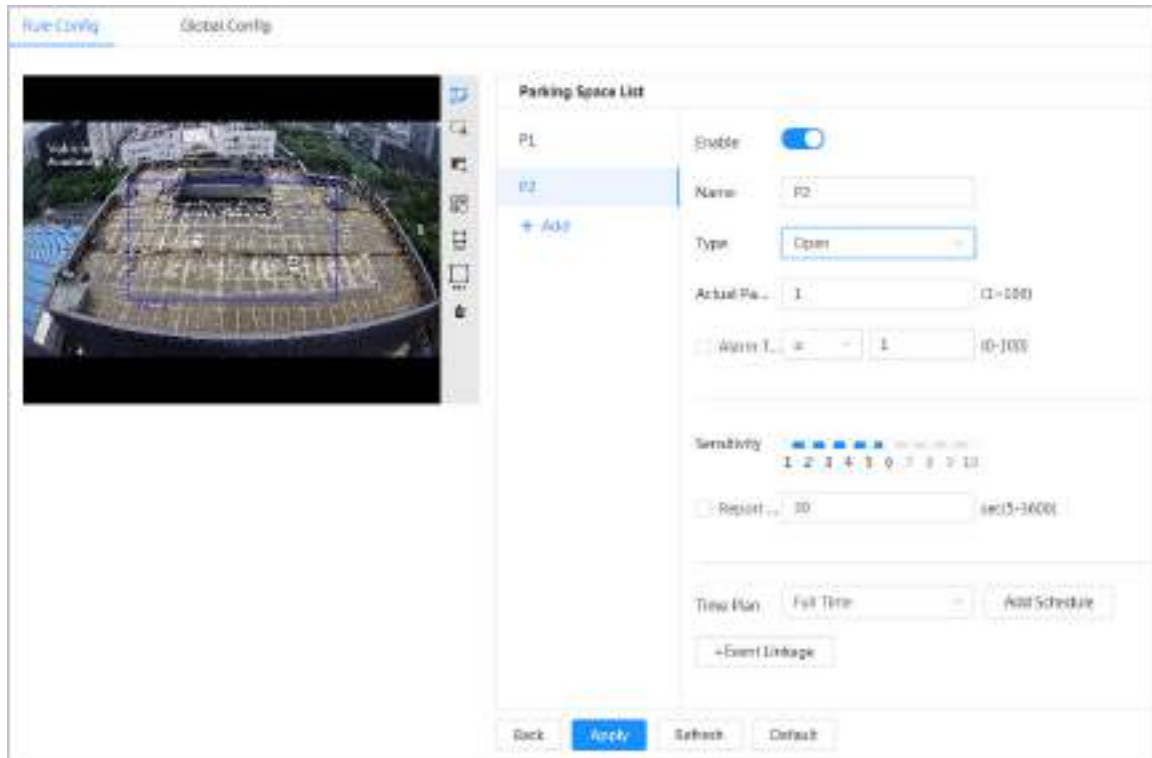 Rule Config Global Config
Parking Space List
P1
P2
+ Add
Enable
Name P2
Type Open
Actual Pa... 1 (1~100)
Alarm T... 1 (0-100)
Sensitivity
1 2 3 4 5 6 7 8 9 10
Report ... 30 sec(5-3600)
Time Plan Full Time Add Schedule
+Event Linkage
Back Apply Refresh Default